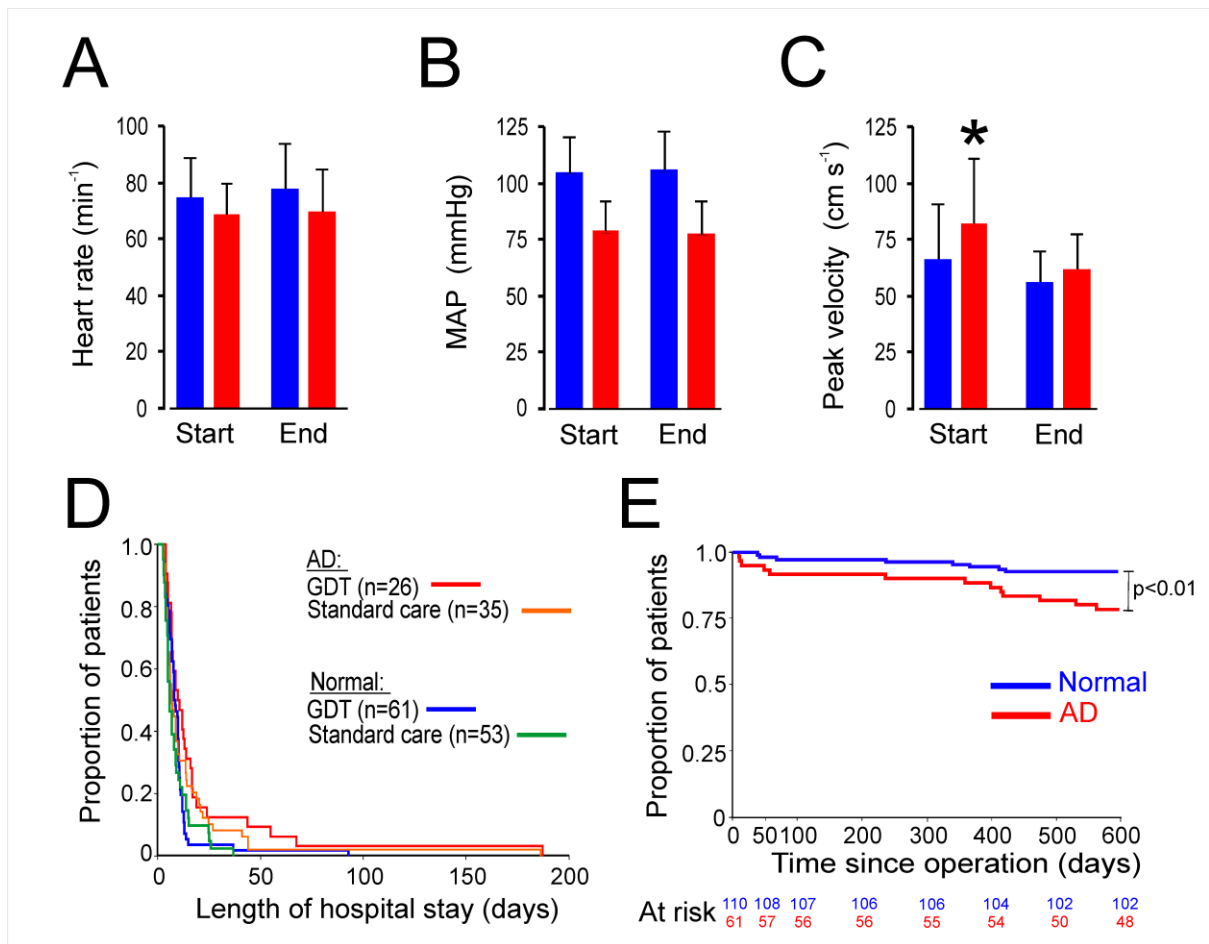 A
Heart rate (min⁻¹)
100
80
60
40
20
0
Start End
B
MAP (mmHg)
125
100
75
50
25
0
Start End
C
Peak velocity (cm s⁻¹)
125
100
75
50
25
0
*
Start End
D
Proportion of patients
1.0
0.8
0.6
0.4
0.2
0
AD:
GDT (n=26)
Standard care (n=35)
Normal:
GDT (n=61)
Standard care (n=53)
0 50 100 150 200
Length of hospital stay (days)
E
Proportion of patients
1.0
0.75
0.5
0.25
0
p<0.01
Normal
AD
0 50 100 200 300 400 500 600
Time since operation (days)
At risk
110 108 107 106 106 104 102 102
61 57 56 56 55 54 50 48